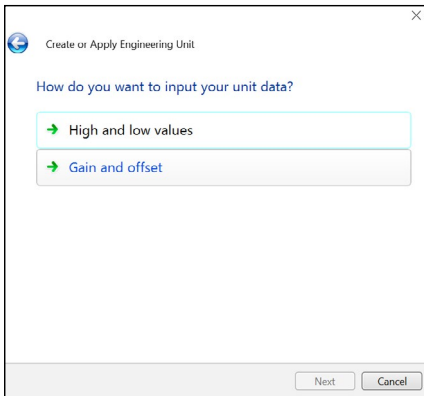 Create or Apply Engineering Unit
How do you want to input your unit data?
High and low values
Gain and offset
Next
Cancel